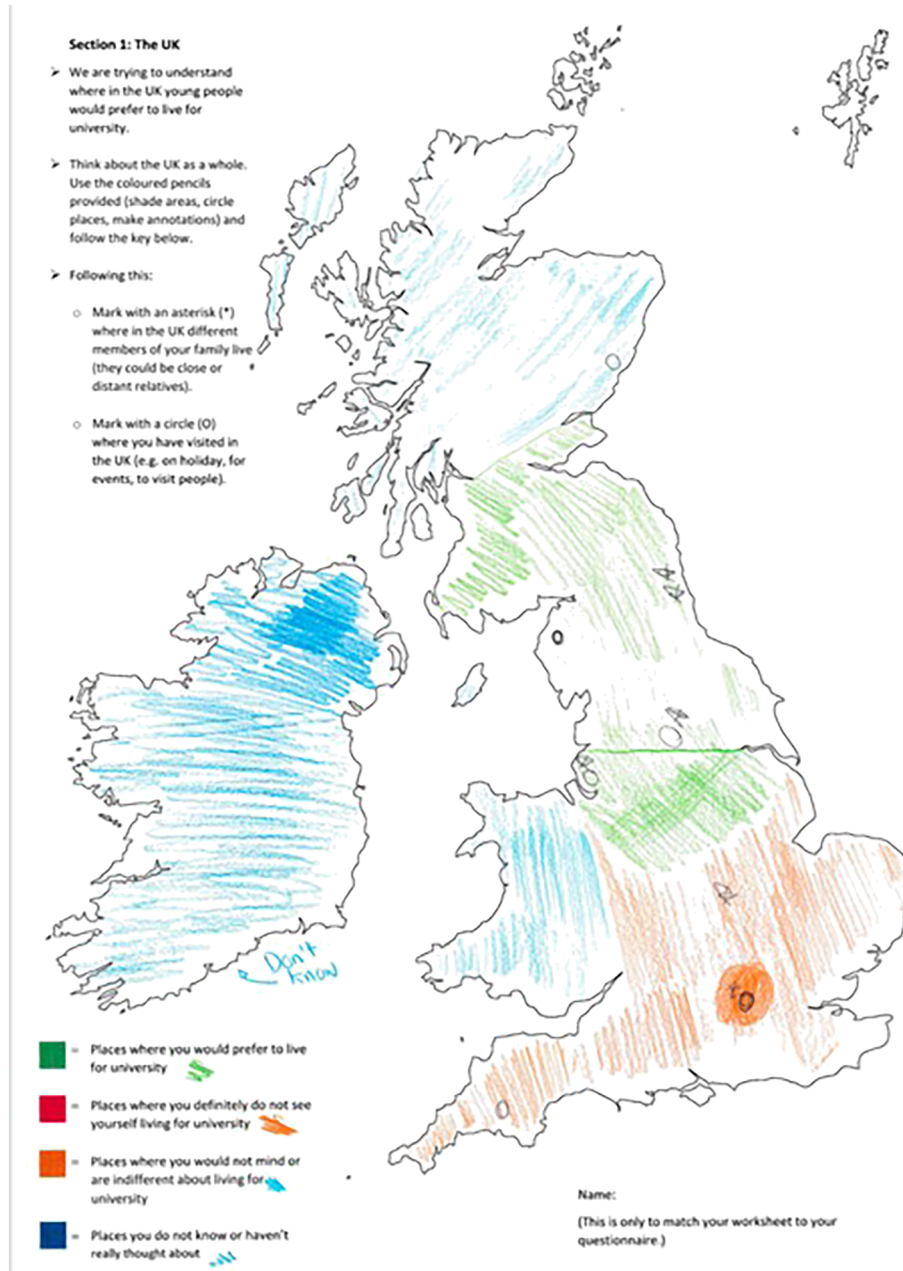 Section 1: The UK
➤ We are trying to understand
where in the UK young people
would prefer to live for
university.
➤ Think about the UK as a whole.
Use the coloured pencils
provided (shade areas, circle
places, make annotations) and
follow the key below.
➤ Following this:
o Mark with an asterisk (*)
where in the UK different
members of your family live
(they could be close or
distant relatives).
o Mark with a circle (O)
where you have visited in
the UK (e.g. on holiday, for
events, to visit people).
Don't
know
= Places where you would prefer to live
for university
= Places where you definitely do not see
yourself living for university
= Places where you would not mind or
are indifferent about living for
university
= Places you do not know or haven't
really thought about
Name:
(This is only to match your worksheet to your
questionnaire.)